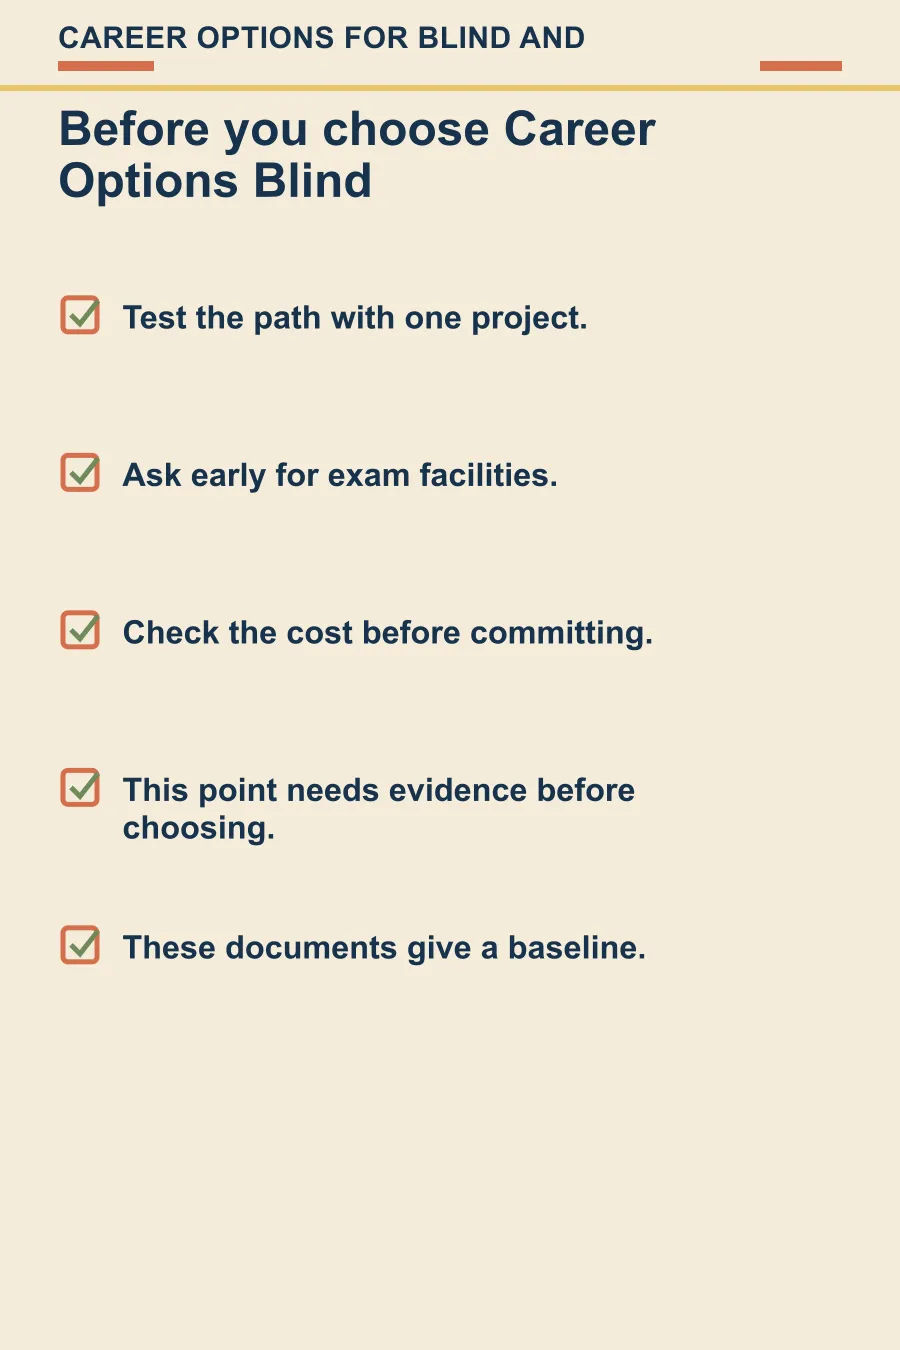 CAREER OPTIONS FOR BLIND AND
Before you choose Career
Options Blind
Test the path with one project.
Ask early for exam facilities.
Check the cost before committing.
This point needs evidence before
choosing.
These documents give a baseline.